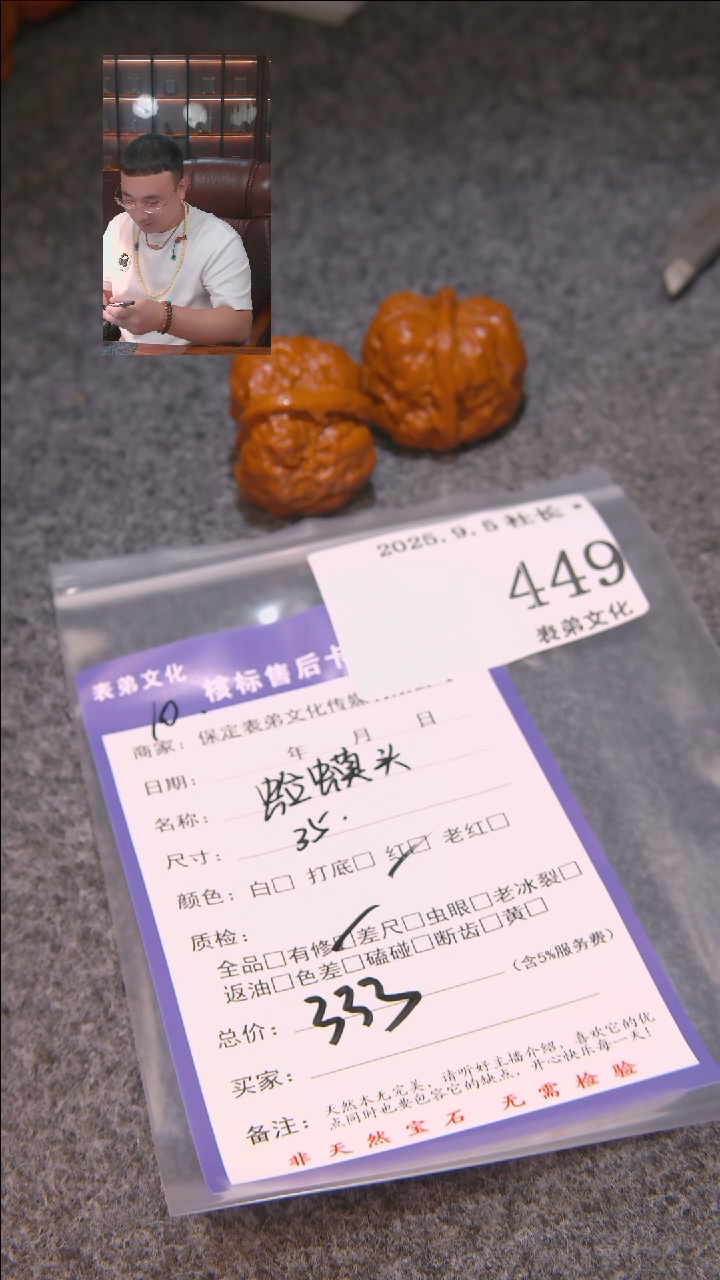 2025.9.5社长
449
表弟文化
表弟文化 核标售后卡
10.
商家：保定表弟文化传媒
日期： 年 月 日
名称：蛤蟆头
尺寸：35.
颜色：白□ 打底□ 红□ 老红□
质检：
全品□有修□差尺□虫眼□老冰裂□
返油□色差□磕碰□断齿□黄□
总价：333 （含5%服务费）
买家：
备注：天然本无完美，请听好主播介绍，喜欢它的优
点同时也要包容它的缺点，开心快乐每一天！
非天然宝石 无需检验